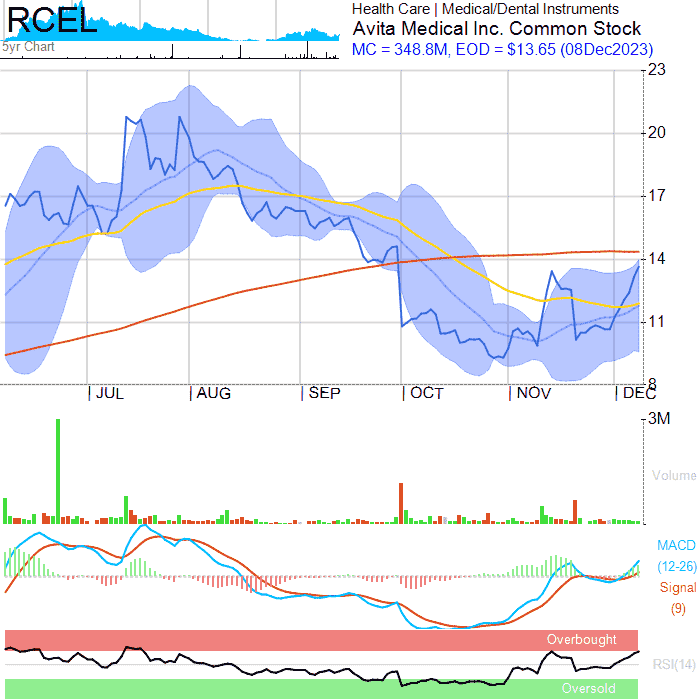 RCEL
5yr Chart
Health Care | Medical/Dental Instruments
Avita Medical Inc. Common Stock
MC = 348.8M, EOD = $13.65 (08Dec2023)
23
20
17
14
11
8
JUL AUG SEP OCT NOV DEC
3M
Volume
MACD
(12-26)
Signal
(9)
Overbought
RSI(14)
Oversold